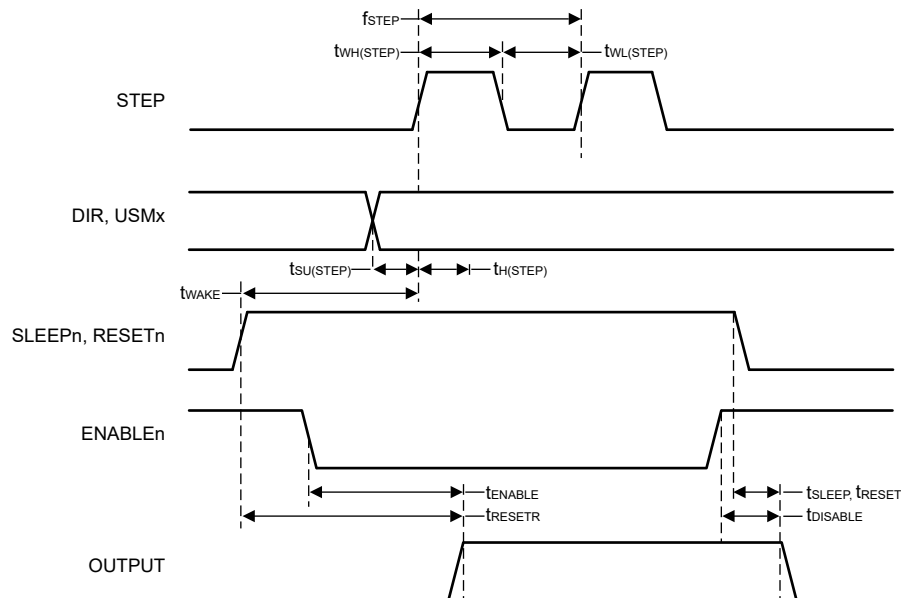 fSTEP
tWH(STEP)
tWL(STEP)
STEP
DIR, USMx
tSU(STEP)
tH(STEP)
tWAKE
SLEEPn, RESETn
ENABLEn
tENABLE
tSLEEP, tRESET
tRESETR
tDISABLE
OUTPUT